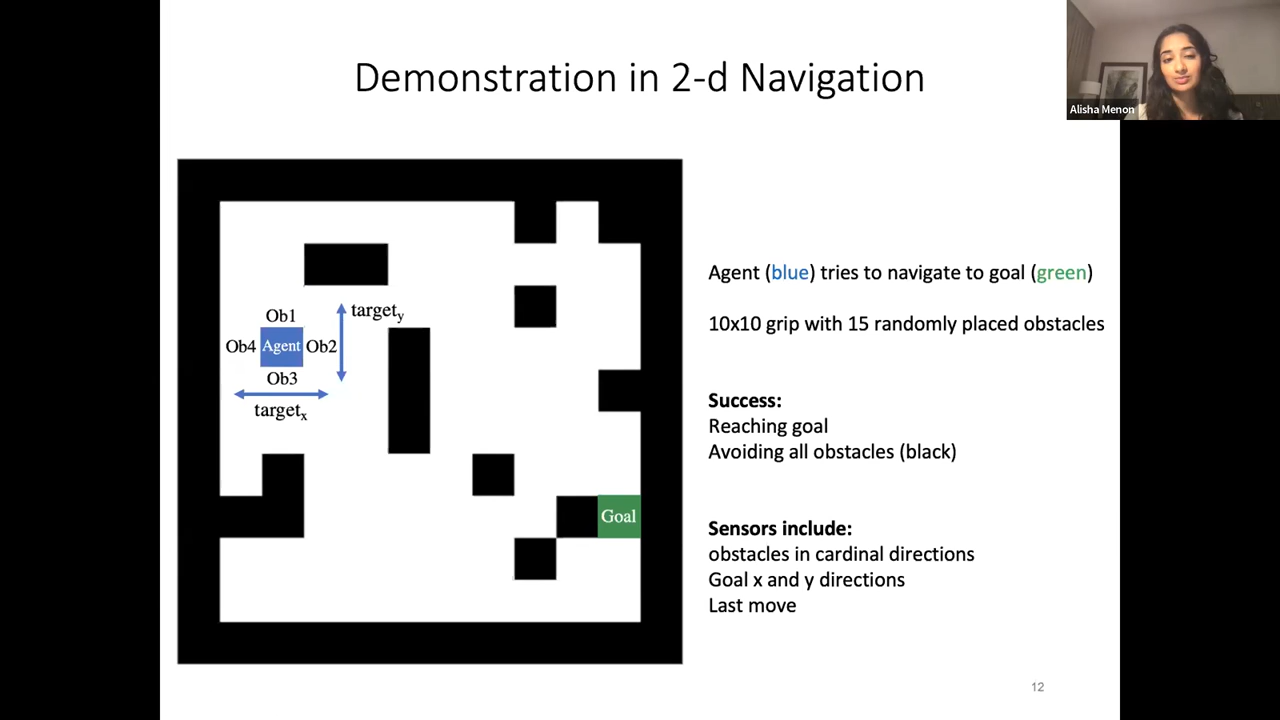 Demonstration in 2-d Navigation
Alisha Menon
Ob1
target_y
Ob4 Agent Ob2
Ob3
target_x
Goal
Agent (blue) tries to navigate to goal (green)
10x10 grip with 15 randomly placed obstacles
Success:
Reaching goal
Avoiding all obstacles (black)
Sensors include:
obstacles in cardinal directions
Goal x and y directions
Last move
12